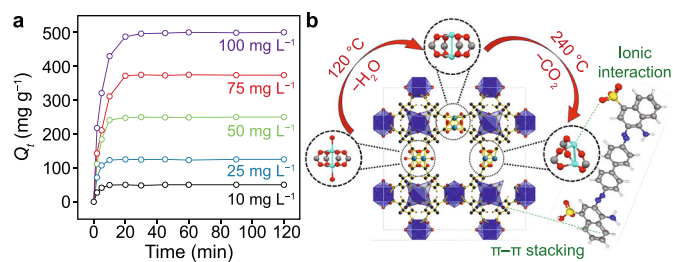 a
500
400
300
200
100
0
Qt (mg g⁻¹)
100 mg L⁻¹
75 mg L⁻¹
50 mg L⁻¹
25 mg L⁻¹
10 mg L⁻¹
0 20 40 60 80 100 120
Time (min)
b
120 °C
−H₂O
240 °C
−CO₂
Ionic
interaction
π–π stacking